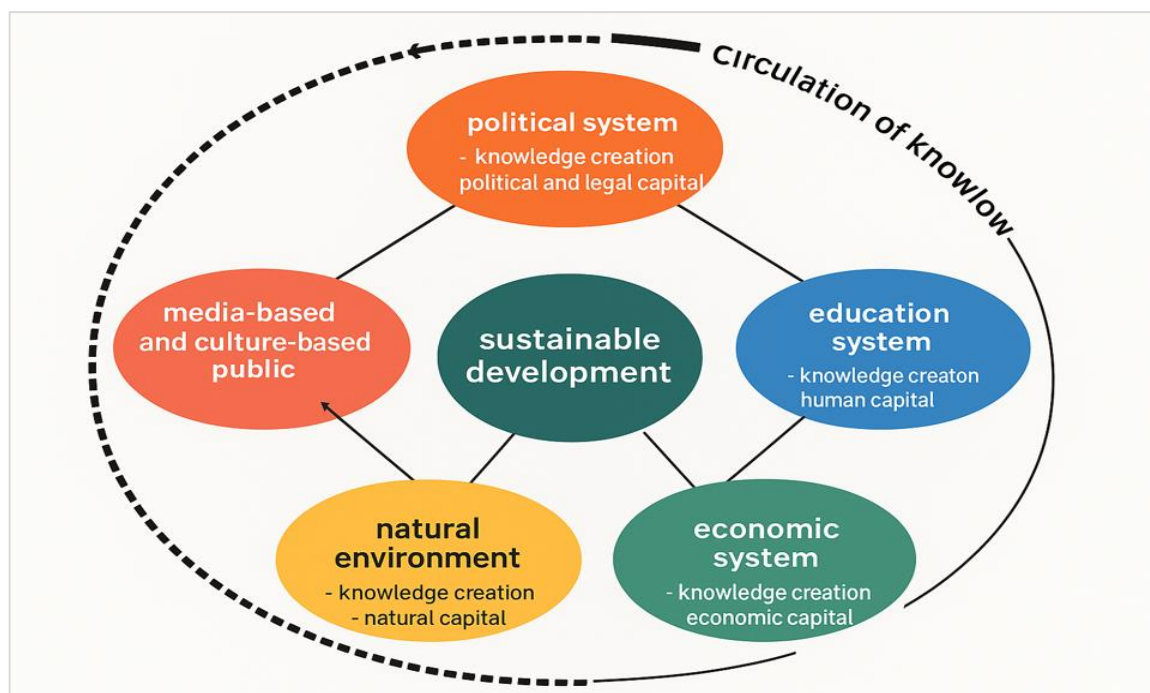 Circulation of knowlow
political system
- knowledge creation
political and legal capital
media-based
and culture-based
public
sustainable
development
education
system
- knowledge creaton
human capital
natural
environment
- knowledge creation
- natural capital
economic
system
- knowledge creation
economic capital